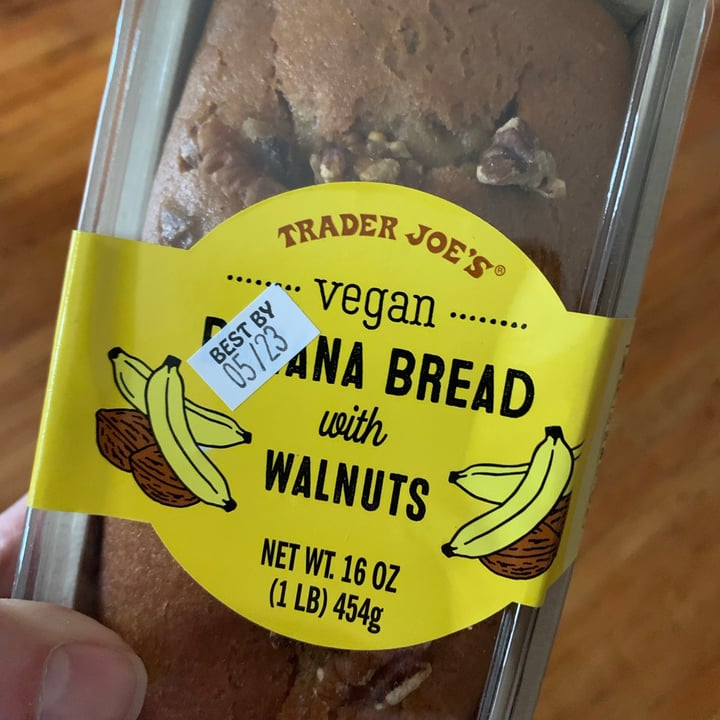 TRADER JOE'S®
vegan
BEST BY
05/23
ANA BREAD
with
WALNUTS
NET WT. 16 OZ
(1 LB) 454g